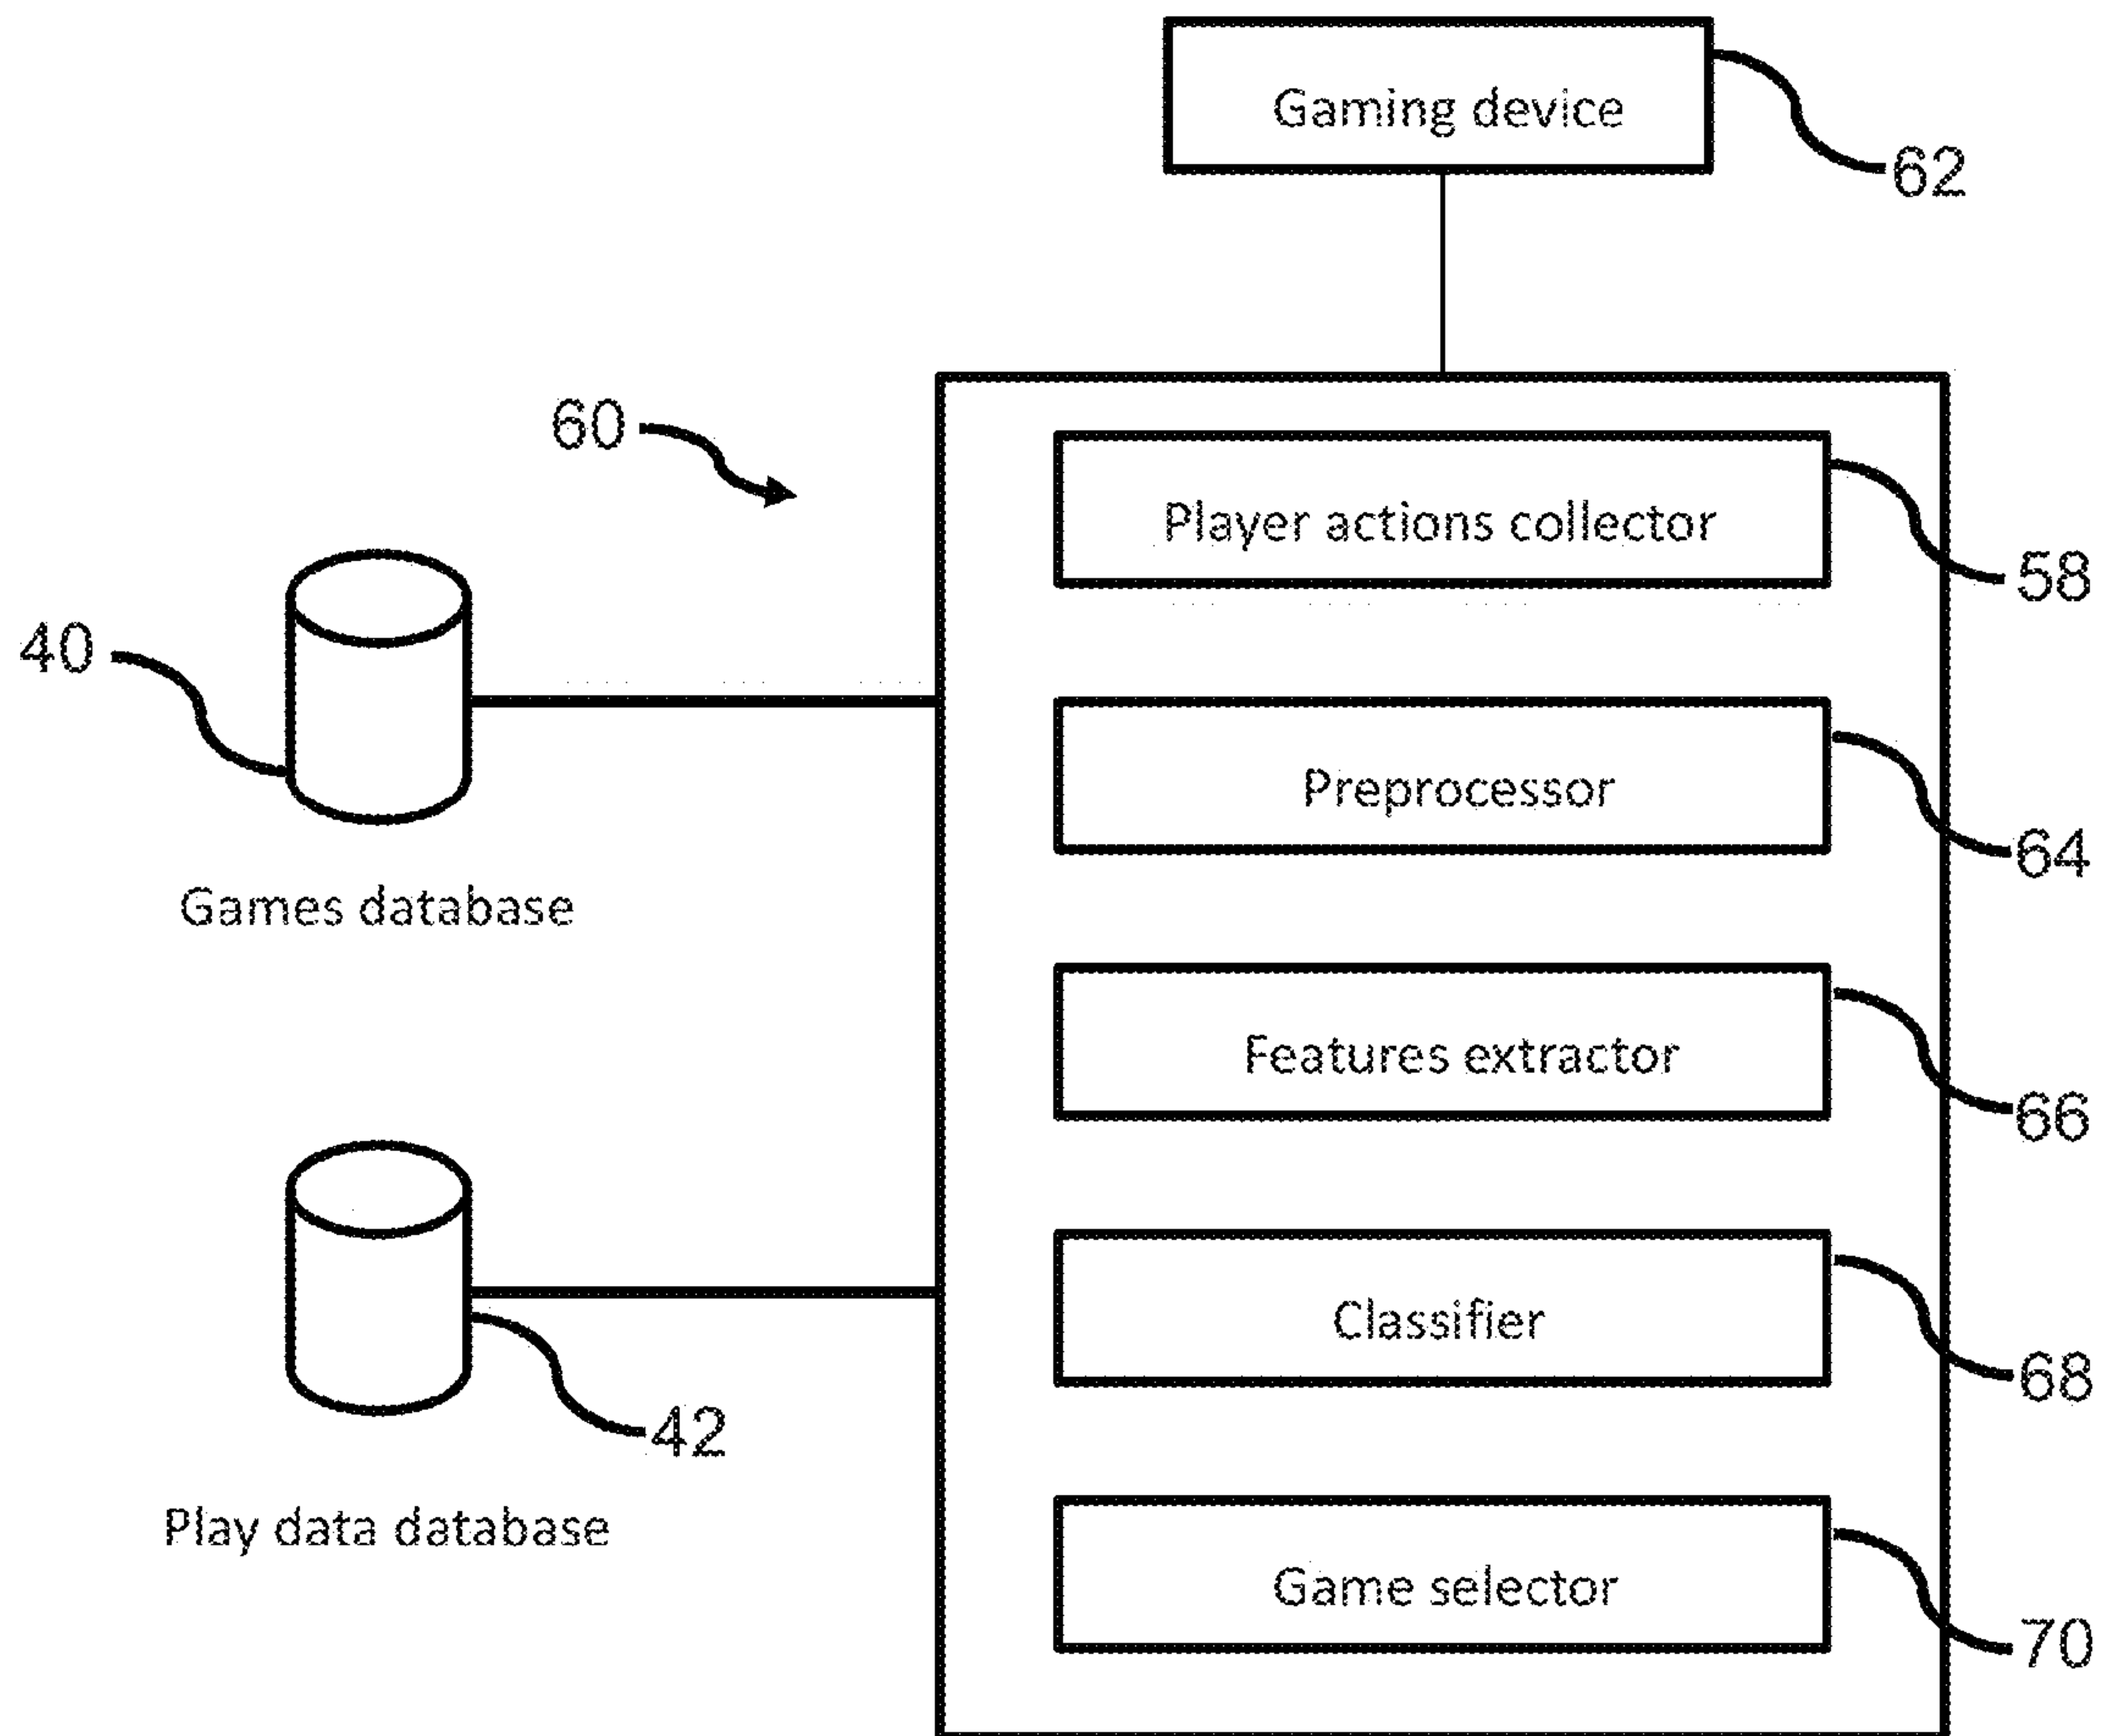 Gaming device
62
60
Player actions collector
58
40
Preprocessor
64
Games database
Features extractor
66
Classifier
68
42
Play data database
Game selector
70